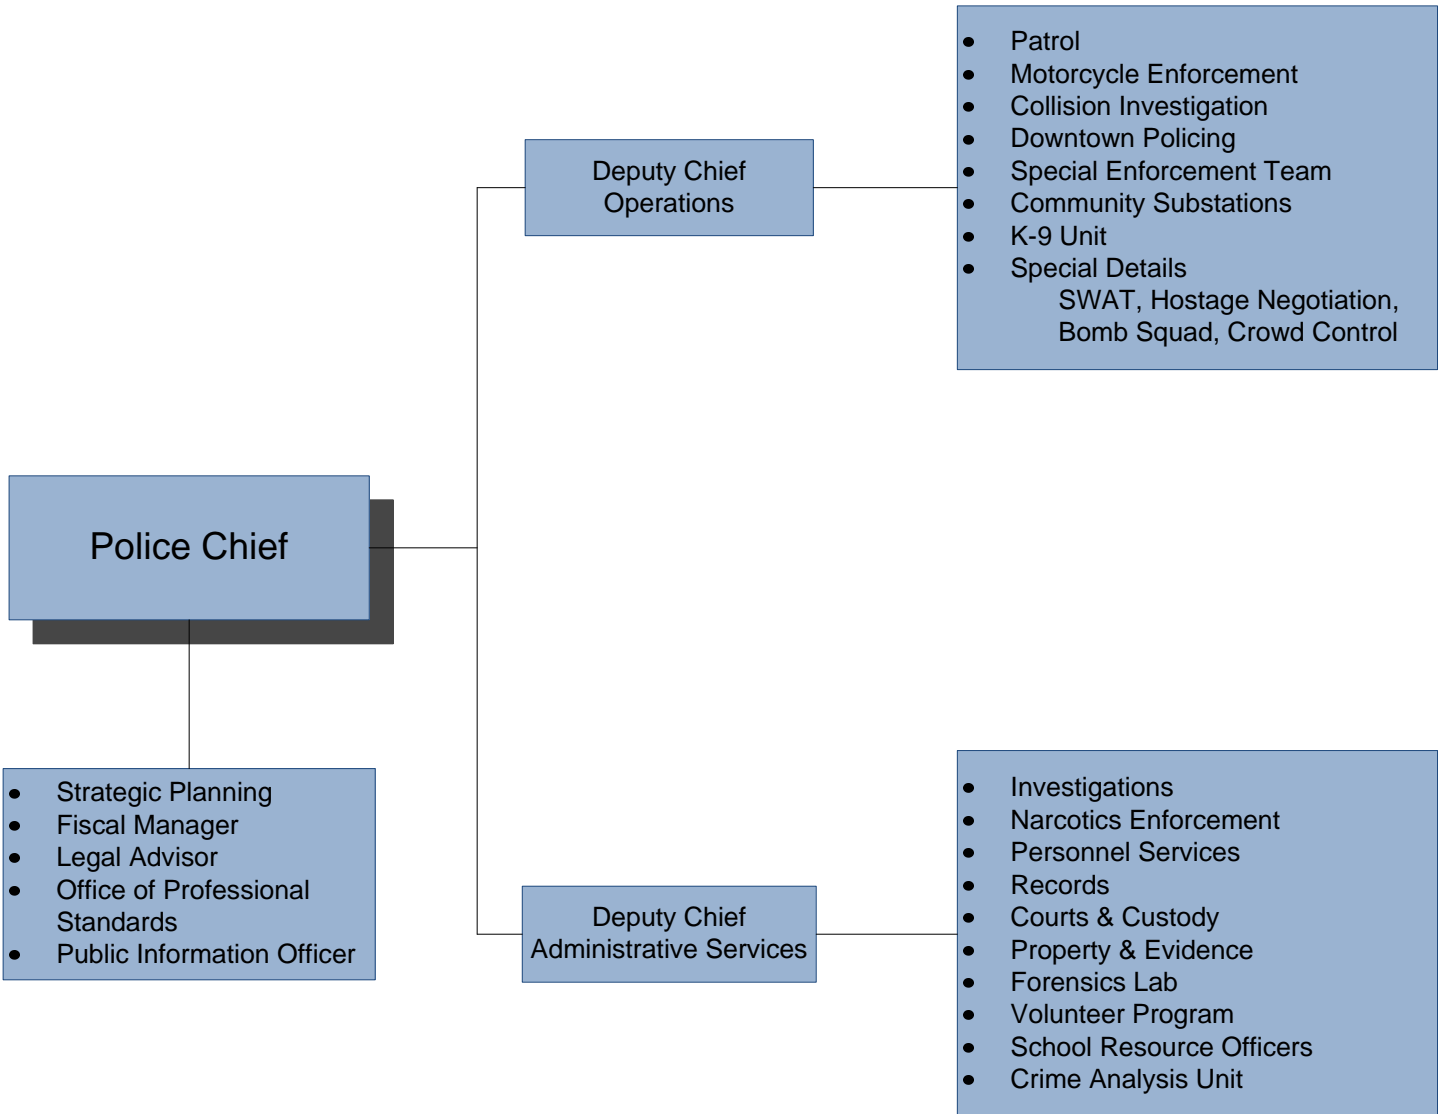 Patrol
Motorcycle Enforcement
Collision Investigation
Downtown Policing
Special Enforcement Team
Community Substations
K-9 Unit
Special Details
SWAT, Hostage Negotiation,
Bomb Squad, Crowd Control
Deputy Chief
Operations
Police Chief
Strategic Planning
Fiscal Manager
Legal Advisor
Office of Professional
Standards
Public Information Officer
Deputy Chief
Administrative Services
Investigations
Narcotics Enforcement
Personnel Services
Records
Courts & Custody
Property & Evidence
Forensics Lab
Volunteer Program
School Resource Officers
Crime Analysis Unit